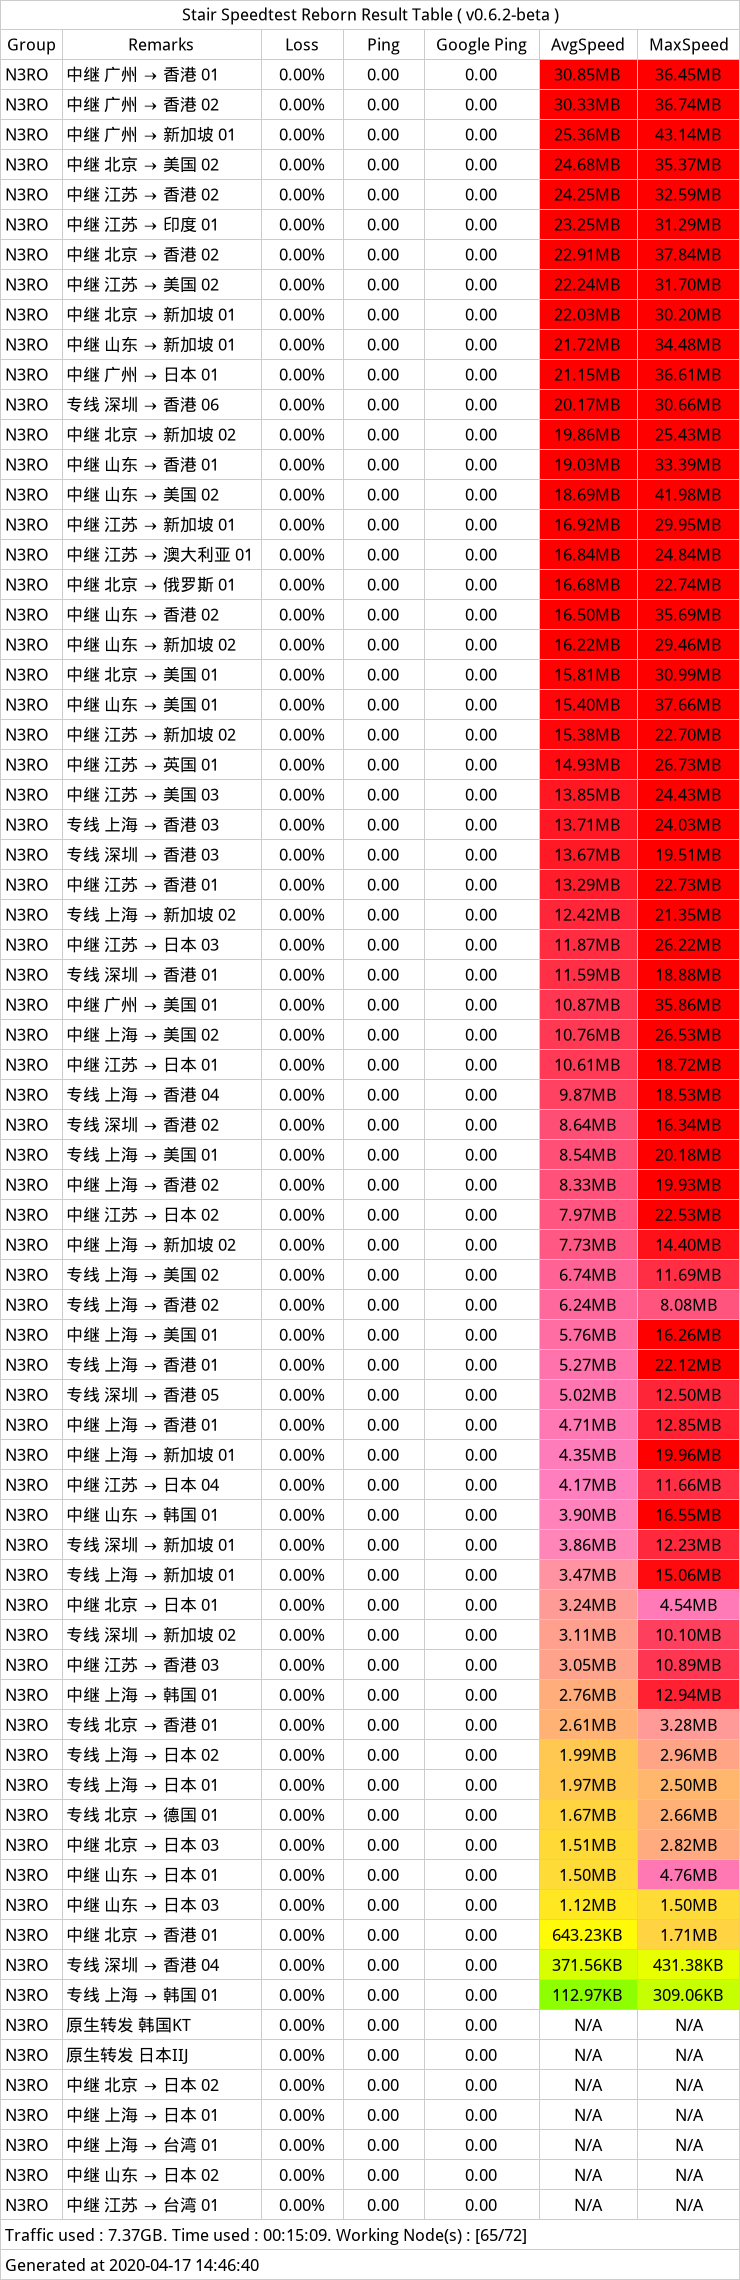 Stair Speedtest Reborn Result Table ( v0.6.2-beta )
Group Remarks Loss Ping Google Ping AvgSpeed MaxSpeed
N3RO 中继 广州 → 香港 01 0.00% 0.00 0.00 30.85MB 36.45MB
N3RO 中继 广州 → 香港 02 0.00% 0.00 0.00 30.33MB 36.74MB
N3RO 中继 广州 → 新加坡 01 0.00% 0.00 0.00 25.36MB 43.14MB
N3RO 中继 北京 → 美国 02 0.00% 0.00 0.00 24.68MB 35.37MB
N3RO 中继 江苏 → 香港 02 0.00% 0.00 0.00 24.25MB 32.59MB
N3RO 中继 江苏 → 印度 01 0.00% 0.00 0.00 23.25MB 31.29MB
N3RO 中继 北京 → 香港 02 0.00% 0.00 0.00 22.91MB 37.84MB
N3RO 中继 江苏 → 美国 02 0.00% 0.00 0.00 22.24MB 31.70MB
N3RO 中继 北京 → 新加坡 01 0.00% 0.00 0.00 22.03MB 30.20MB
N3RO 中继 山东 → 新加坡 01 0.00% 0.00 0.00 21.72MB 34.48MB
N3RO 中继 广州 → 日本 01 0.00% 0.00 0.00 21.15MB 36.61MB
N3RO 专线 深圳 → 香港 06 0.00% 0.00 0.00 20.17MB 30.66MB
N3RO 中继 北京 → 新加坡 02 0.00% 0.00 0.00 19.86MB 25.43MB
N3RO 中继 山东 → 香港 01 0.00% 0.00 0.00 19.03MB 33.39MB
N3RO 中继 山东 → 美国 02 0.00% 0.00 0.00 18.69MB 41.98MB
N3RO 中继 江苏 → 新加坡 01 0.00% 0.00 0.00 16.92MB 29.95MB
N3RO 中继 江苏 → 澳大利亚 01 0.00% 0.00 0.00 16.84MB 24.84MB
N3RO 中继 北京 → 俄罗斯 01 0.00% 0.00 0.00 16.68MB 22.74MB
N3RO 中继 山东 → 香港 02 0.00% 0.00 0.00 16.50MB 35.69MB
N3RO 中继 山东 → 新加坡 02 0.00% 0.00 0.00 16.22MB 29.46MB
N3RO 中继 北京 → 美国 01 0.00% 0.00 0.00 15.81MB 30.99MB
N3RO 中继 山东 → 美国 01 0.00% 0.00 0.00 15.40MB 37.66MB
N3RO 中继 江苏 → 新加坡 02 0.00% 0.00 0.00 15.38MB 22.70MB
N3RO 中继 江苏 → 英国 01 0.00% 0.00 0.00 14.93MB 26.73MB
N3RO 中继 江苏 → 美国 03 0.00% 0.00 0.00 13.85MB 24.43MB
N3RO 专线 上海 → 香港 03 0.00% 0.00 0.00 13.71MB 24.03MB
N3RO 专线 深圳 → 香港 03 0.00% 0.00 0.00 13.67MB 19.51MB
N3RO 中继 江苏 → 香港 01 0.00% 0.00 0.00 13.29MB 22.73MB
N3RO 专线 上海 → 新加坡 02 0.00% 0.00 0.00 12.42MB 21.35MB
N3RO 中继 江苏 → 日本 03 0.00% 0.00 0.00 11.87MB 26.22MB
N3RO 专线 深圳 → 香港 01 0.00% 0.00 0.00 11.59MB 18.88MB
N3RO 中继 广州 → 美国 01 0.00% 0.00 0.00 10.87MB 35.86MB
N3RO 中继 上海 → 美国 02 0.00% 0.00 0.00 10.76MB 26.53MB
N3RO 中继 江苏 → 日本 01 0.00% 0.00 0.00 10.61MB 18.72MB
N3RO 专线 上海 → 香港 04 0.00% 0.00 0.00 9.87MB 18.53MB
N3RO 专线 深圳 → 香港 02 0.00% 0.00 0.00 8.64MB 16.34MB
N3RO 专线 上海 → 美国 01 0.00% 0.00 0.00 8.54MB 20.18MB
N3RO 中继 上海 → 香港 02 0.00% 0.00 0.00 8.33MB 19.93MB
N3RO 中继 江苏 → 日本 02 0.00% 0.00 0.00 7.97MB 22.53MB
N3RO 中继 上海 → 新加坡 02 0.00% 0.00 0.00 7.73MB 14.40MB
N3RO 专线 上海 → 美国 02 0.00% 0.00 0.00 6.74MB 11.69MB
N3RO 专线 上海 → 香港 02 0.00% 0.00 0.00 6.24MB 8.08MB
N3RO 中继 上海 → 美国 01 0.00% 0.00 0.00 5.76MB 16.26MB
N3RO 专线 上海 → 香港 01 0.00% 0.00 0.00 5.27MB 22.12MB
N3RO 专线 深圳 → 香港 05 0.00% 0.00 0.00 5.02MB 12.50MB
N3RO 中继 上海 → 香港 01 0.00% 0.00 0.00 4.71MB 12.85MB
N3RO 中继 上海 → 新加坡 01 0.00% 0.00 0.00 4.35MB 19.96MB
N3RO 中继 江苏 → 日本 04 0.00% 0.00 0.00 4.17MB 11.66MB
N3RO 中继 山东 → 韩国 01 0.00% 0.00 0.00 3.90MB 16.55MB
N3RO 专线 深圳 → 新加坡 01 0.00% 0.00 0.00 3.86MB 12.23MB
N3RO 专线 上海 → 新加坡 01 0.00% 0.00 0.00 3.47MB 15.06MB
N3RO 中继 北京 → 日本 01 0.00% 0.00 0.00 3.24MB 4.54MB
N3RO 专线 深圳 → 新加坡 02 0.00% 0.00 0.00 3.11MB 10.10MB
N3RO 中继 江苏 → 香港 03 0.00% 0.00 0.00 3.05MB 10.89MB
N3RO 中继 上海 → 韩国 01 0.00% 0.00 0.00 2.76MB 12.94MB
N3RO 专线 北京 → 香港 01 0.00% 0.00 0.00 2.61MB 3.28MB
N3RO 专线 上海 → 日本 02 0.00% 0.00 0.00 1.99MB 2.96MB
N3RO 专线 上海 → 日本 01 0.00% 0.00 0.00 1.97MB 2.50MB
N3RO 专线 北京 → 德国 01 0.00% 0.00 0.00 1.67MB 2.66MB
N3RO 中继 北京 → 日本 03 0.00% 0.00 0.00 1.51MB 2.82MB
N3RO 中继 山东 → 日本 01 0.00% 0.00 0.00 1.50MB 4.76MB
N3RO 中继 山东 → 日本 03 0.00% 0.00 0.00 1.12MB 1.50MB
N3RO 中继 北京 → 香港 01 0.00% 0.00 0.00 643.23KB 1.71MB
N3RO 专线 深圳 → 香港 04 0.00% 0.00 0.00 371.56KB 431.38KB
N3RO 专线 上海 → 韩国 01 0.00% 0.00 0.00 112.97KB 309.06KB
N3RO 原生转发 韩国KT 0.00% 0.00 0.00 N/A N/A
N3RO 原生转发 日本IIJ 0.00% 0.00 0.00 N/A N/A
N3RO 中继 北京 → 日本 02 0.00% 0.00 0.00 N/A N/A
N3RO 中继 上海 → 日本 01 0.00% 0.00 0.00 N/A N/A
N3RO 中继 上海 → 台湾 01 0.00% 0.00 0.00 N/A N/A
N3RO 中继 山东 → 日本 02 0.00% 0.00 0.00 N/A N/A
N3RO 中继 江苏 → 台湾 01 0.00% 0.00 0.00 N/A N/A
Traffic used : 7.37GB. Time used : 00:15:09. Working Node(s) : [65/72]
Generated at 2020-04-17 14:46:40